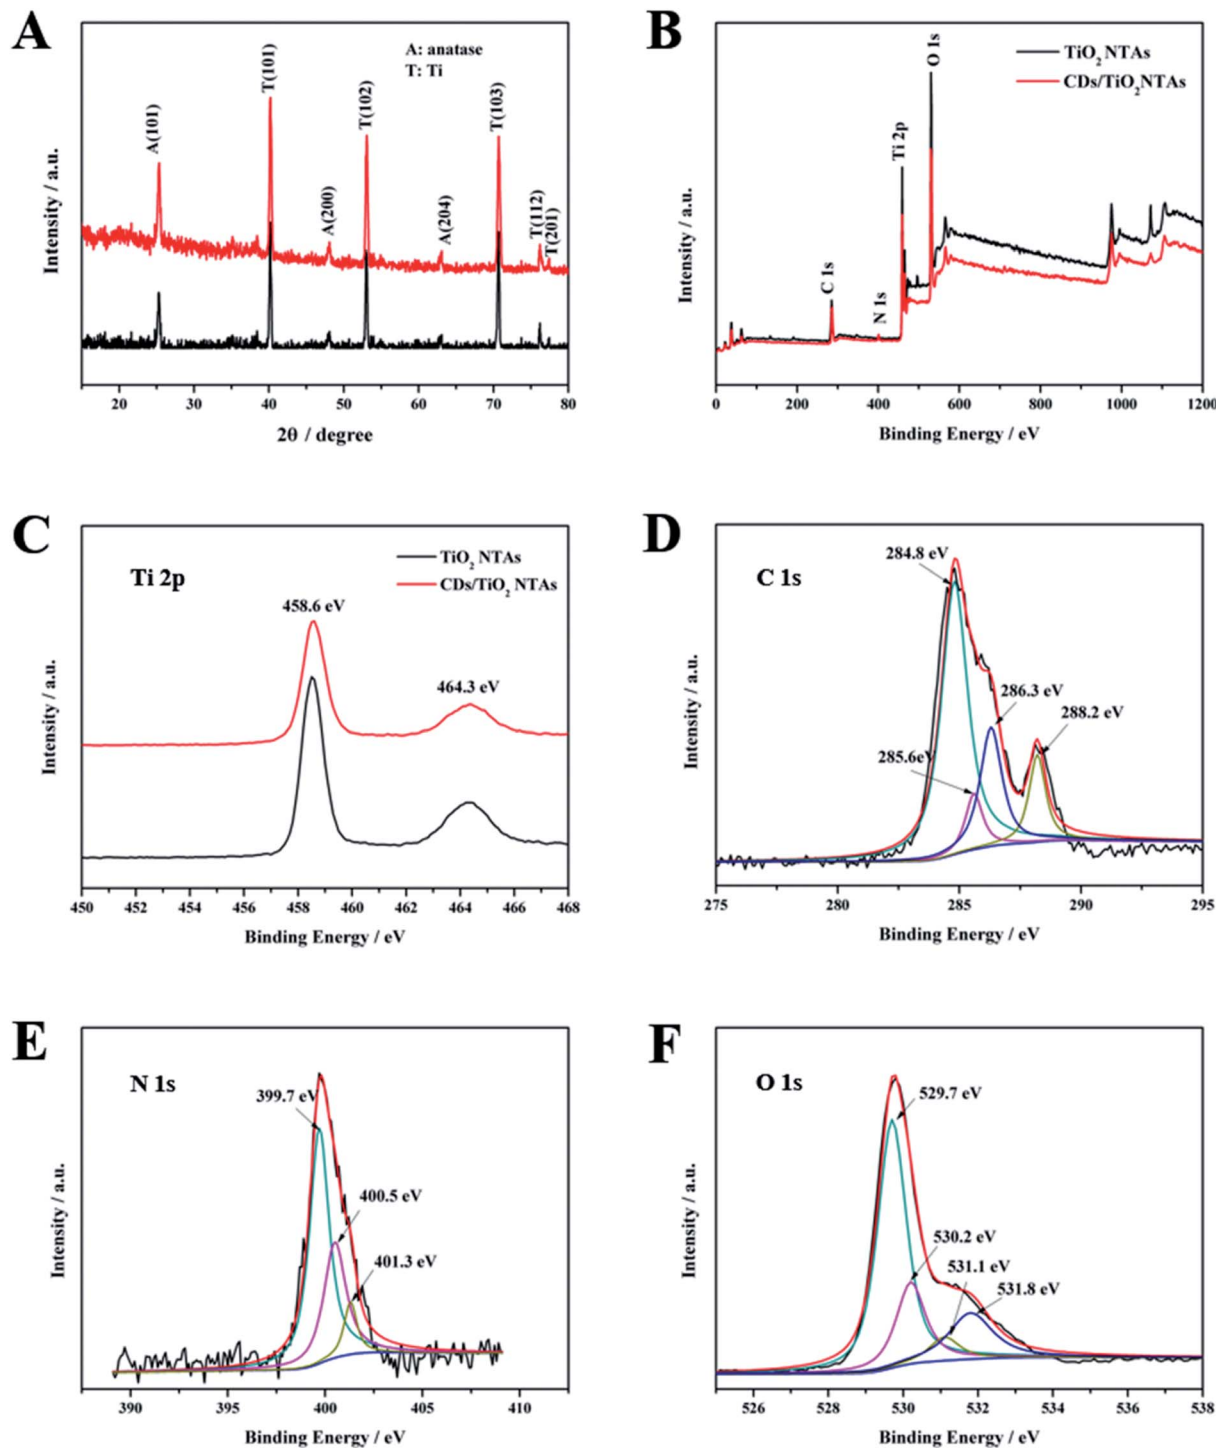 A
A: anatase
T: Ti
A(101)
T(101)
A(200)
T(102)
A(204)
T(103)
T(112)
T(201)
Intensity / a.u.
20 30 40 50 60 70 80
2θ / degree
B
TiO2 NTAs
CDs/TiO2NTAs
C 1s
N 1s
Ti 2p
O 1s
Intensity / a.u.
0 200 400 600 800 1000 1200
Binding Energy / eV
C
Ti 2p
TiO2 NTAs
CDs/TiO2 NTAs
458.6 eV
464.3 eV
Intensity / a.u.
450 454 456 458 460 462 464 466 468
Binding Energy / eV
D
C 1s
284.8 eV
286.3 eV
288.2 eV
285.6eV
Intensity / a.u.
275 280 285 290 295
Binding Energy / eV
E
N 1s
399.7 eV
400.5 eV
401.3 eV
Intensity / a.u.
390 395 400 405 410
Binding Energy / eV
F
O 1s
529.7 eV
530.2 eV
531.1 eV
531.8 eV
Intensity / a.u.
526 528 530 532 534 536 538
Binding Energy / eV